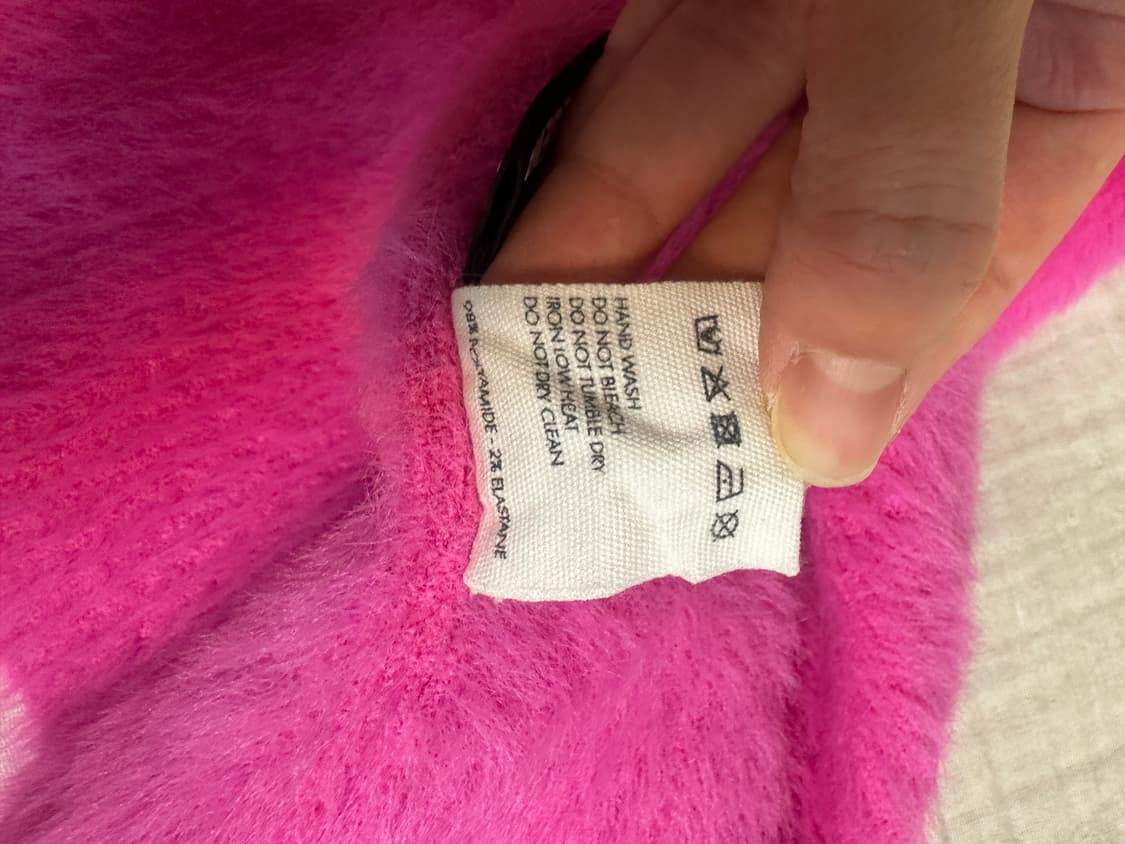 HAND WASH
DO NOT BLEACH
DO NOT TUMBLE DRY
IRON LOW HEAT
DO NOT DRY CLEAN
98% POLYAMIDE - 2% ELASTANE